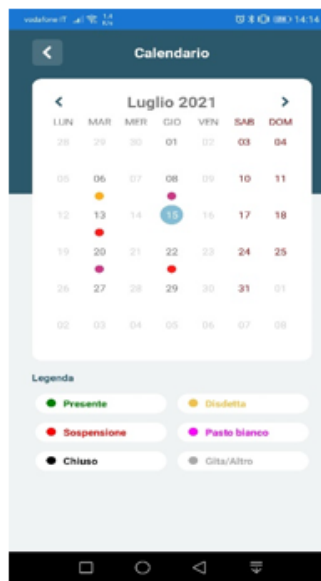 vodafone IT 1.8 K/s 14:14
Calendario
Luglio 2021
LUN MAR MER GIO VEN SAB DOM
28 29 30 01 02 03 04
05 06 07 08 09 10 11
12 13 14 15 16 17 18
19 20 21 22 23 24 25
26 27 28 29 30 31 01
02 03 04 05 06 07 08
Legenda
Presente Disdetta
Sospensione Pasto bianco
Chiuso Gita/Altro